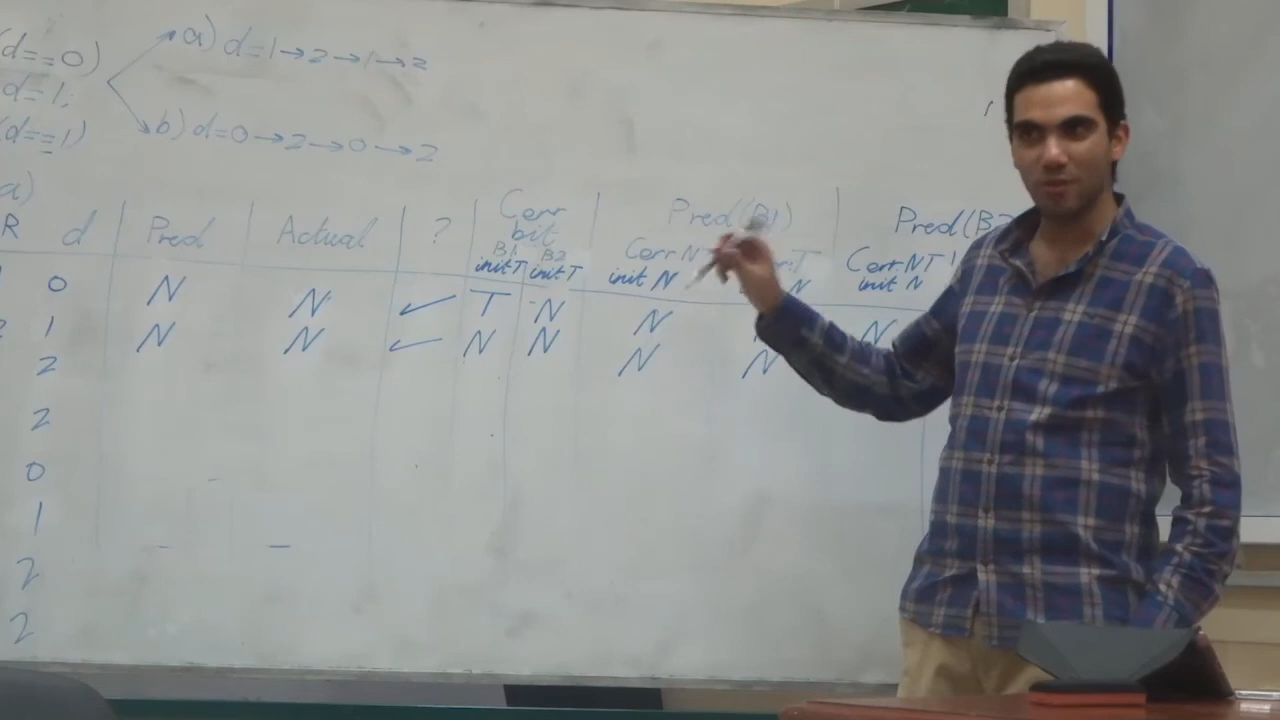 (d==0)
d=1;
(d==1)
a) d=1→2→1→2
b) d=0→2→0→2
a)
R d Pred Actual ? Corr bit Pred(B1) Pred(B2
B1 B2 Corr N T Corr.NT
init T init T init N N init N
0 N N ✓ T N N
1 N N ✓ N N N N N
2
2
0
1
2
2